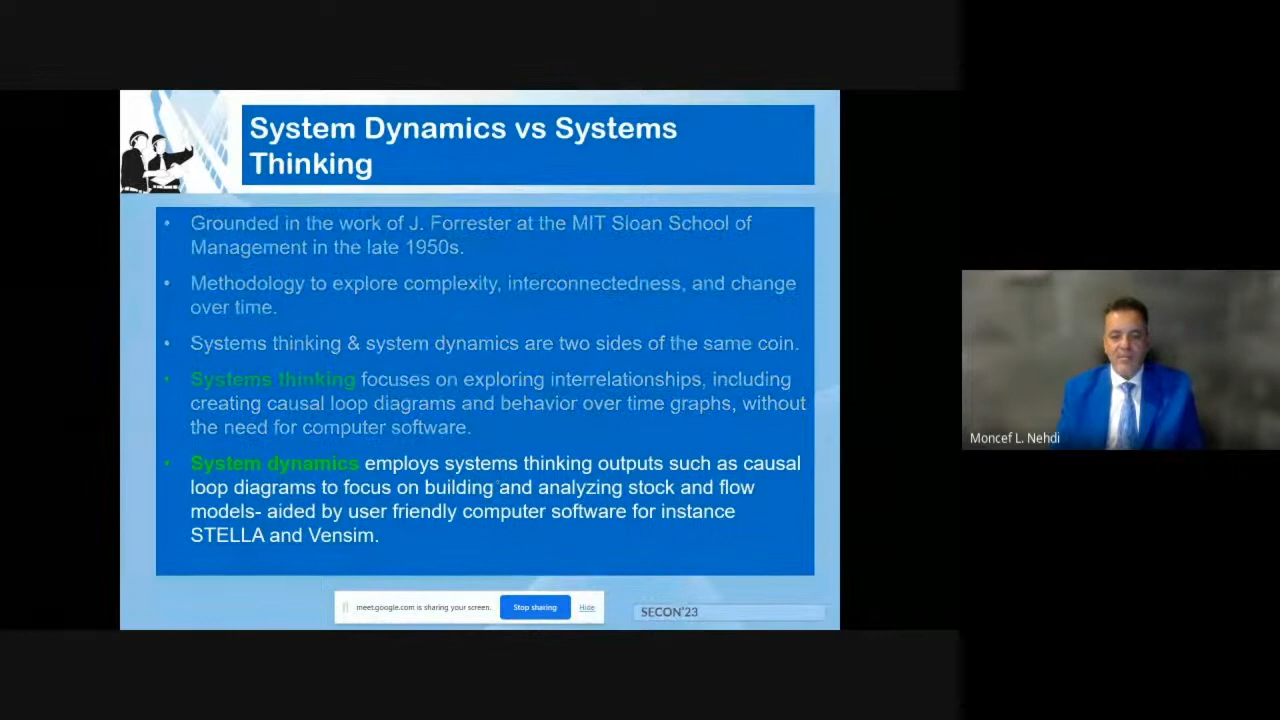 System Dynamics vs Systems
Thinking
• Grounded in the work of J. Forrester at the MIT Sloan School of
Management in the late 1950s.
• Methodology to explore complexity, interconnectedness, and change
over time.
• Systems thinking & system dynamics are two sides of the same coin.
• Systems thinking focuses on exploring interrelationships, including
creating causal loop diagrams and behavior over time graphs, without
the need for computer software.
• System dynamics employs systems thinking outputs such as causal
loop diagrams to focus on building and analyzing stock and flow
models- aided by user friendly computer software for instance
STELLA and Vensim.
meet.google.com is sharing your screen.
Stop sharing
Hide
SECON'23
Moncef L. Nehdi